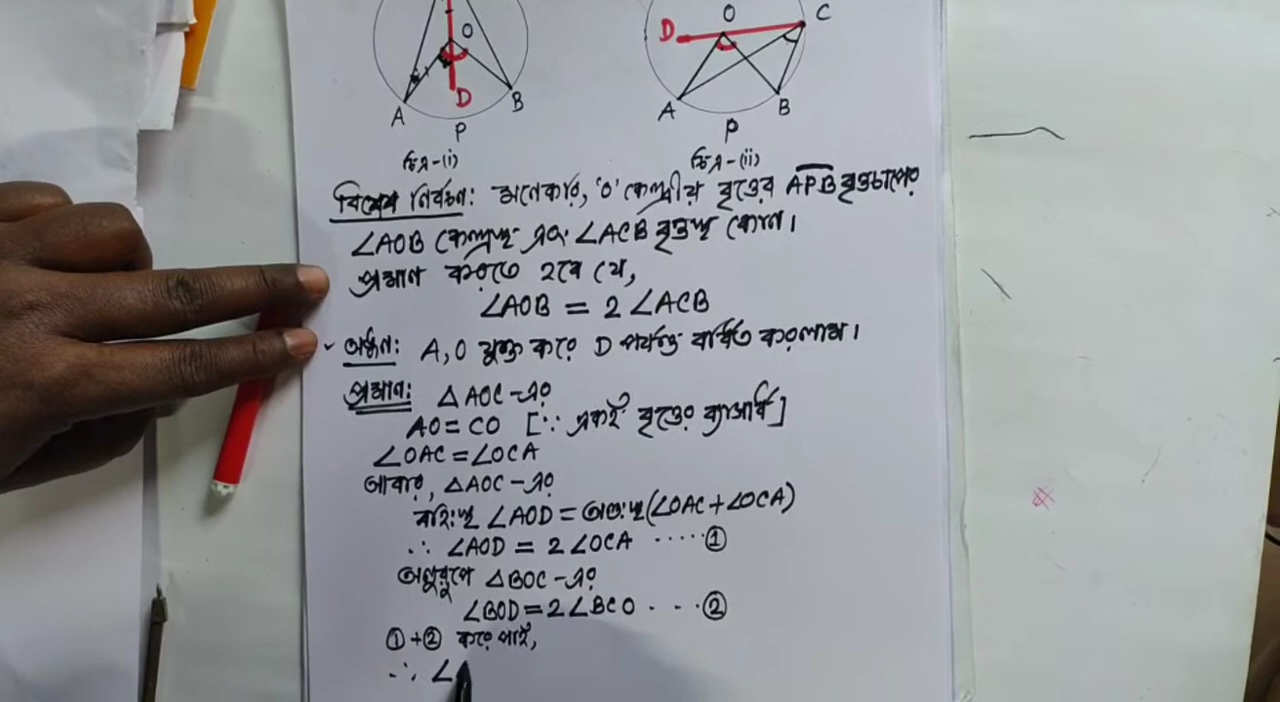 O
D
A
B
P
চিত্র-(i)
O
C
D
A
B
P
চিত্র-(ii)
বিশেষ নির্বচন: মনেকরি, 'O' কেন্দ্রীয় বৃত্তের APB বৃত্তচাপের
∠AOB কেন্দ্রস্থ এবং ∠ACB বৃত্তস্থ কোণ।
প্রমাণ করতে হবে যে,
∠AOB = 2 ∠ACB
অঙ্কন: A, O যুক্ত করে D পর্যন্ত বর্ধিত করলাম।
প্রমাণ: △AOC-এর
AO = CO [∵ একই বৃত্তের ব্যাসার্ধ]
∠OAC = ∠OCA
আবার, △AOC-এর
বহিঃস্থ ∠AOD = অন্তঃস্থ (∠OAC + ∠OCA)
∴ ∠AOD = 2 ∠OCA ..... ①
অনুরূপে △BOC-এর
∠BOD = 2 ∠BCO . . . ②
① + ② করে পাই,
∴ ∠